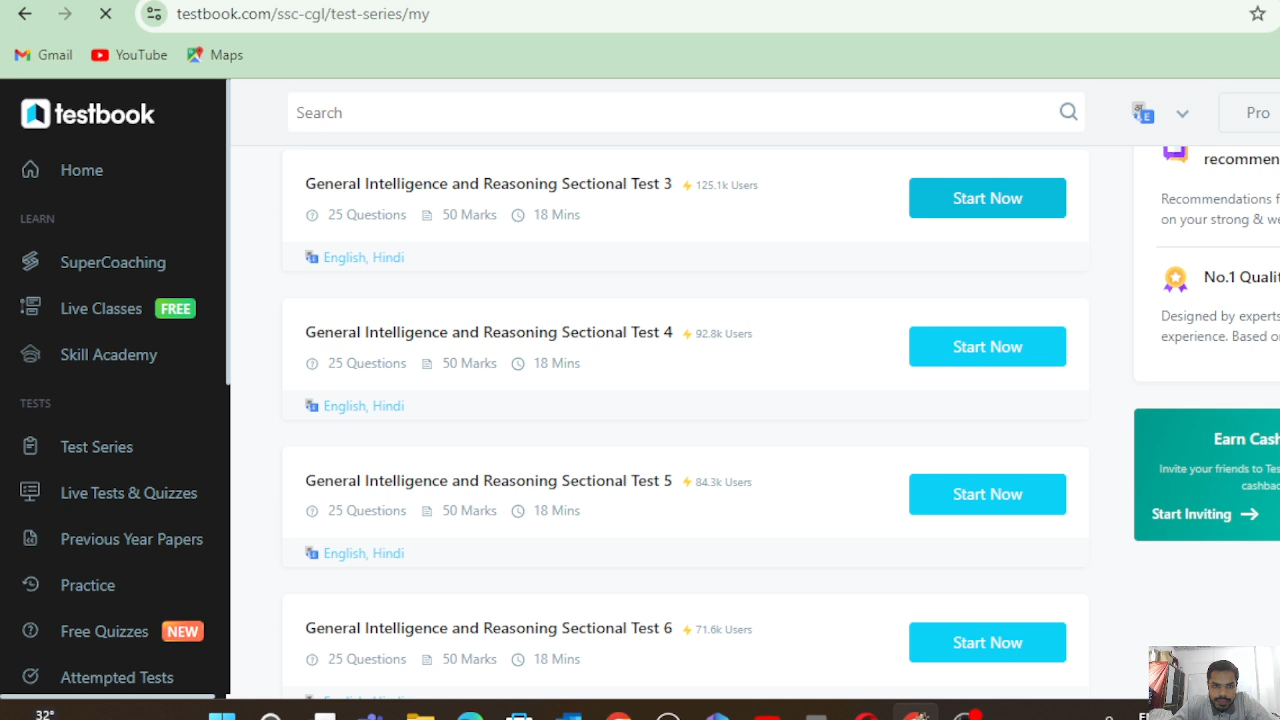 testbook.com/ssc-cgl/test-series/my
Gmail YouTube Maps
testbook
Search
Pro
Home
LEARN
SuperCoaching
Live Classes FREE
Skill Academy
TESTS
Test Series
Live Tests & Quizzes
Previous Year Papers
Practice
Free Quizzes NEW
Attempted Tests
General Intelligence and Reasoning Sectional Test 3 125.1k Users
25 Questions 50 Marks 18 Mins
Start Now
English, Hindi
General Intelligence and Reasoning Sectional Test 4 92.8k Users
25 Questions 50 Marks 18 Mins
Start Now
English, Hindi
General Intelligence and Reasoning Sectional Test 5 84.3k Users
25 Questions 50 Marks 18 Mins
Start Now
English, Hindi
General Intelligence and Reasoning Sectional Test 6 71.6k Users
25 Questions 50 Marks 18 Mins
Start Now
recommen
Recommendations f
on your strong & we
No.1 Qualit
Designed by experts
experience. Based o
Earn Cash
Invite your friends to Tes
cashba
Start Inviting
32°